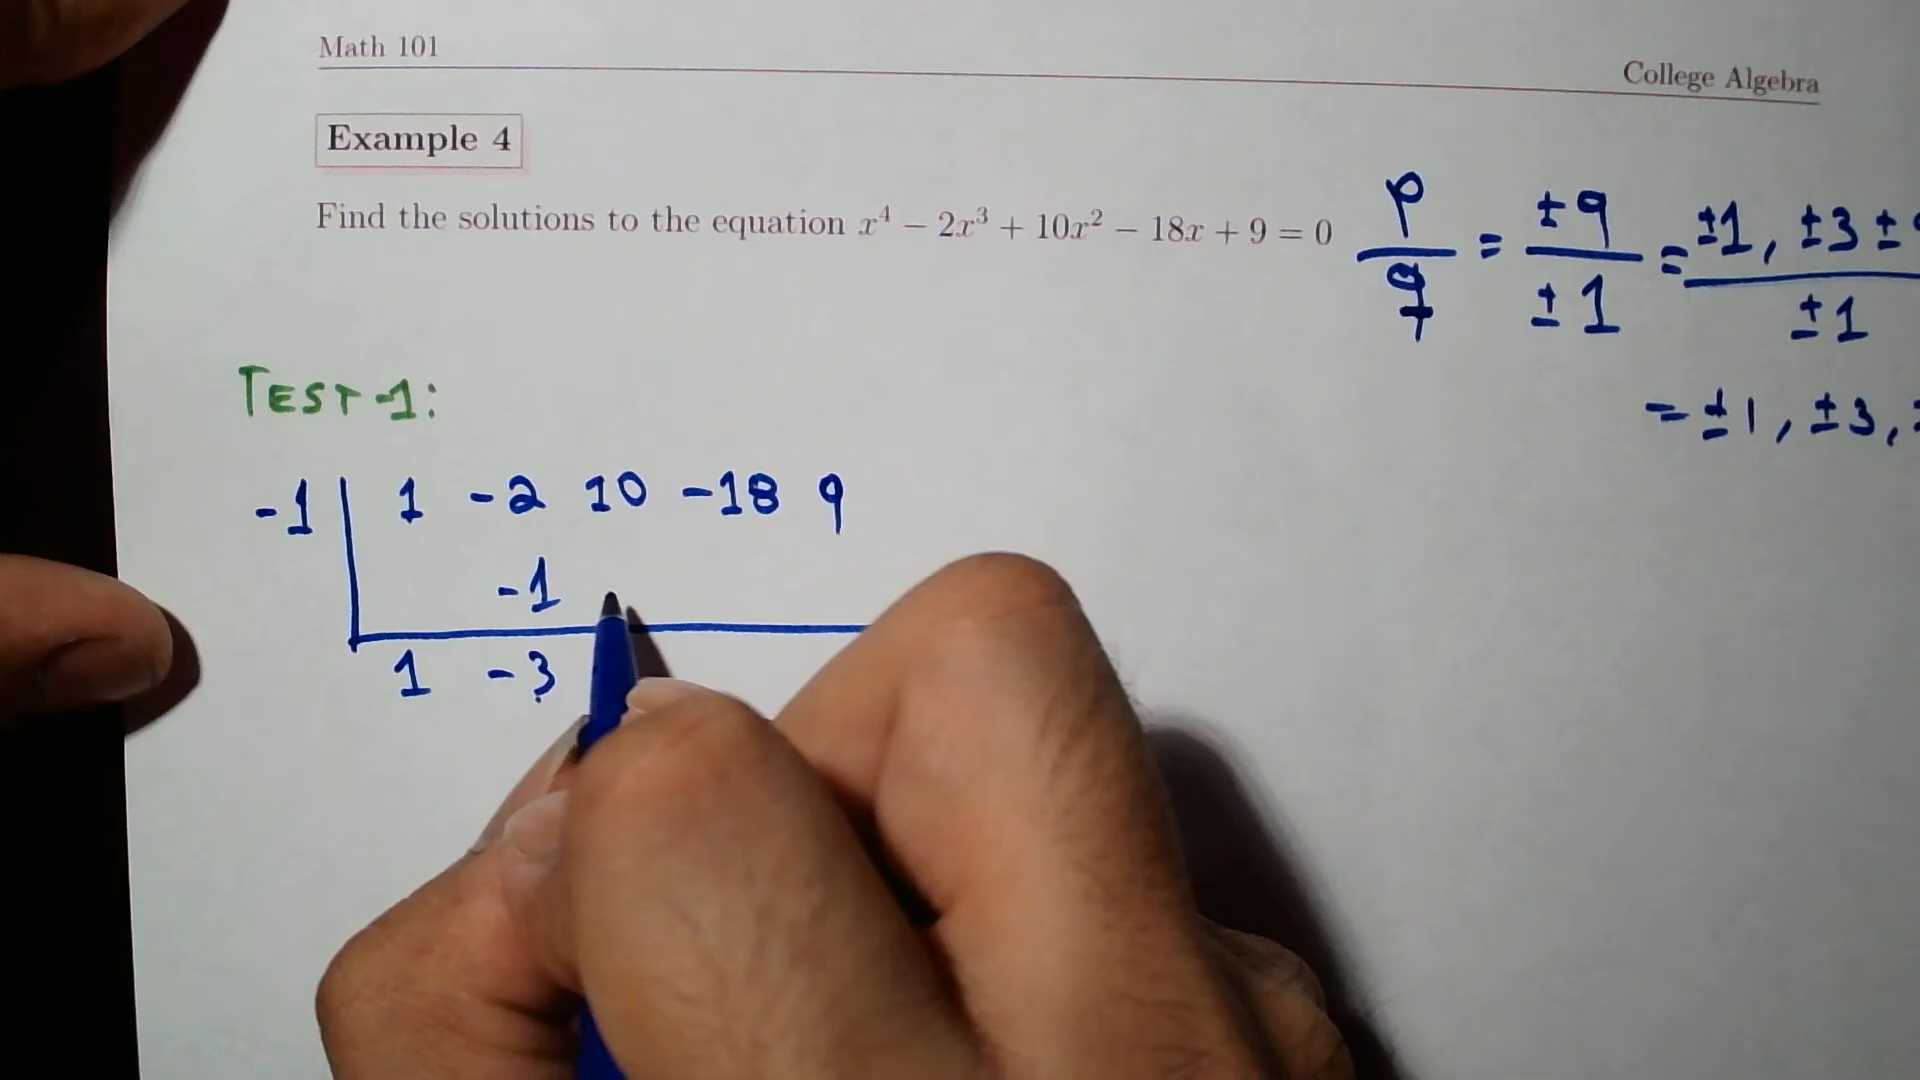 Math 101
College Algebra
Example 4
Find the solutions to the equation x⁴ − 2x³ + 10x² − 18x + 9 = 0
p/q = ±9/±1 = ±1, ±3 ±9/±1
= ±1, ±3,
TEST -1:
-1 | 1 -2 10 -18 9
-1
1 -3